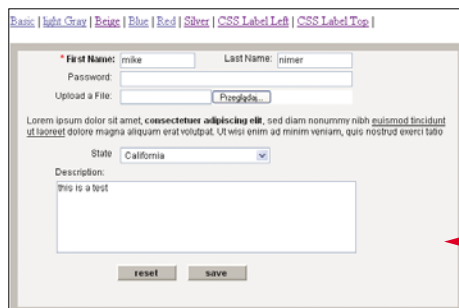 Basic | light Gray | Beige | Blue | Red | Silver | CSS Label Left | CSS Label Top |
* First Name: mike Last Name: nimer
Password:
Upload a File: Przeglądaj...
Lorem ipsum dolor sit amet, consectetuer adipiscing elit, sed diam nonummy nibh euismod tincidunt
ut laoreet dolore magna aliquam erat volutpat. Ut wisi enim ad minim veniam, quis nostrud exerci tatio
State California
Description:
this is a test
reset save